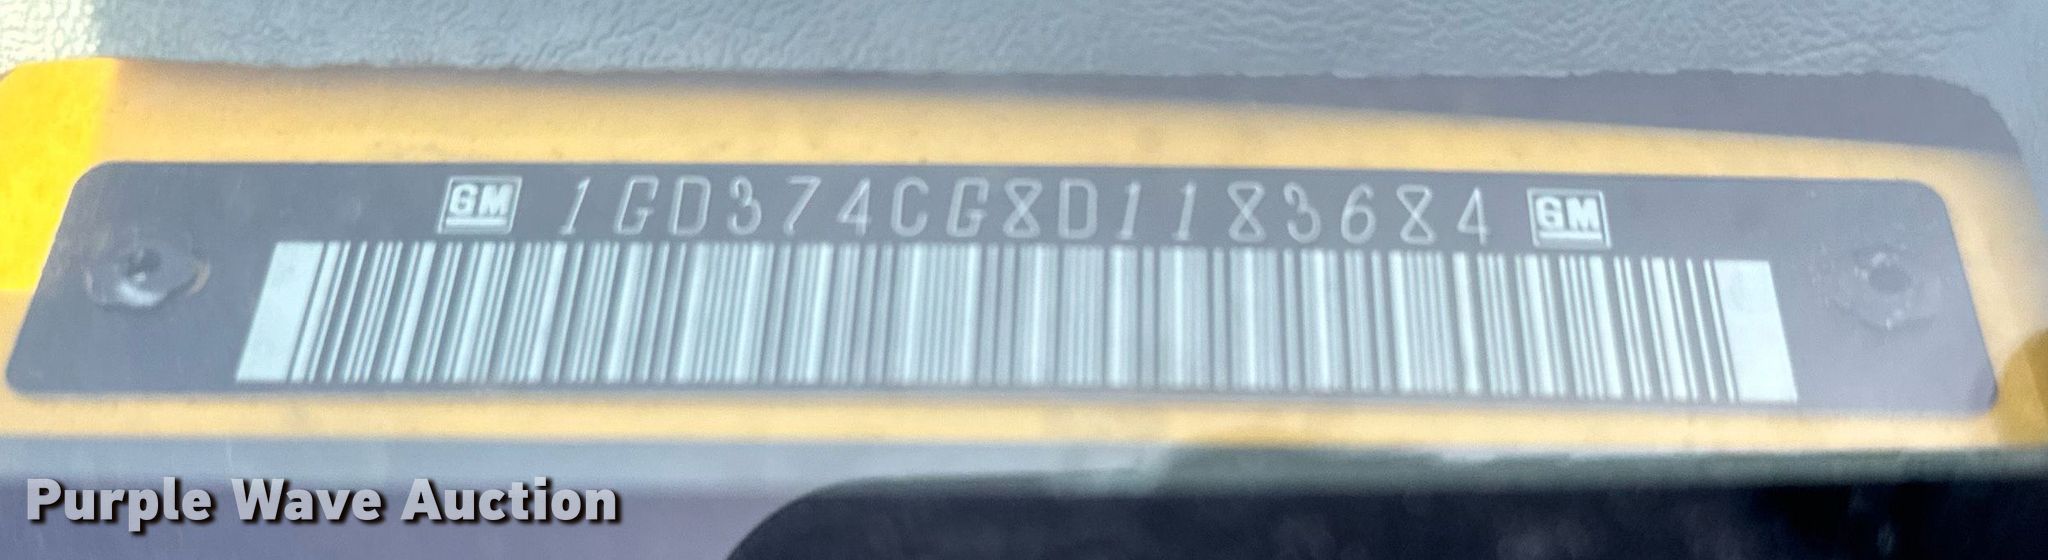 GM 1GD374CG8D1183684 GM
Purple Wave Auction